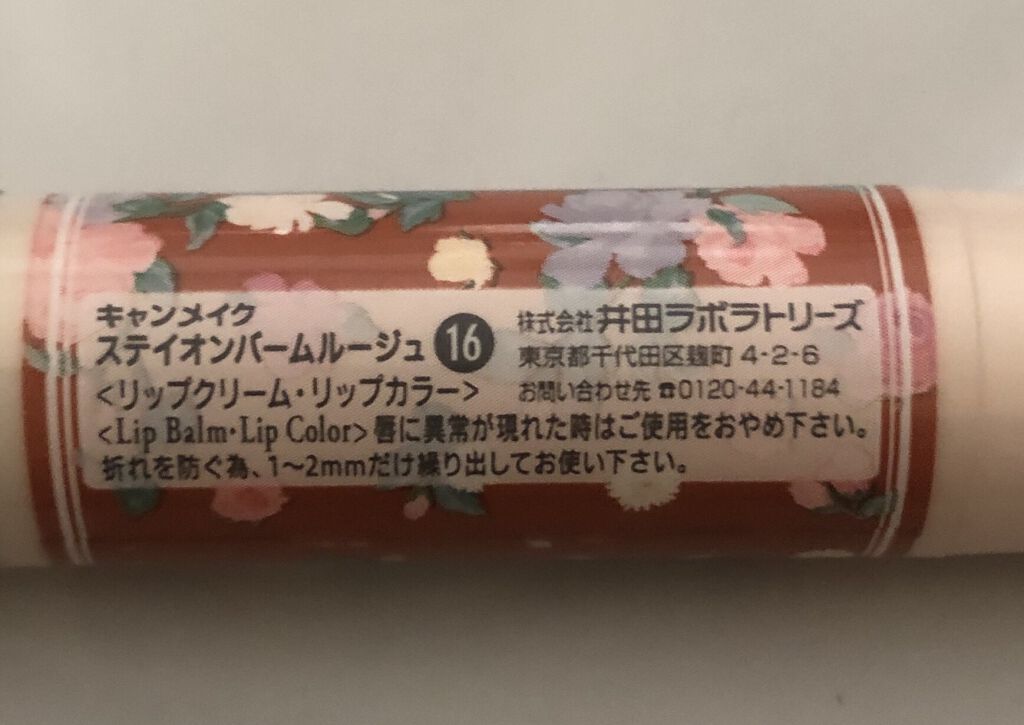 キャンメイク
ステイオンバームルージュ 16
<リップクリーム・リップカラー>
株式会社 井田ラボラトリーズ
東京都千代田区麹町 4-2-6
お問い合わせ先 ☎0120-44-1184
<Lip Balm·Lip Color> 唇に異常が現れた時はご使用をおやめ下さい。
折れを防ぐ為、1〜2mmだけ繰り出してお使い下さい。